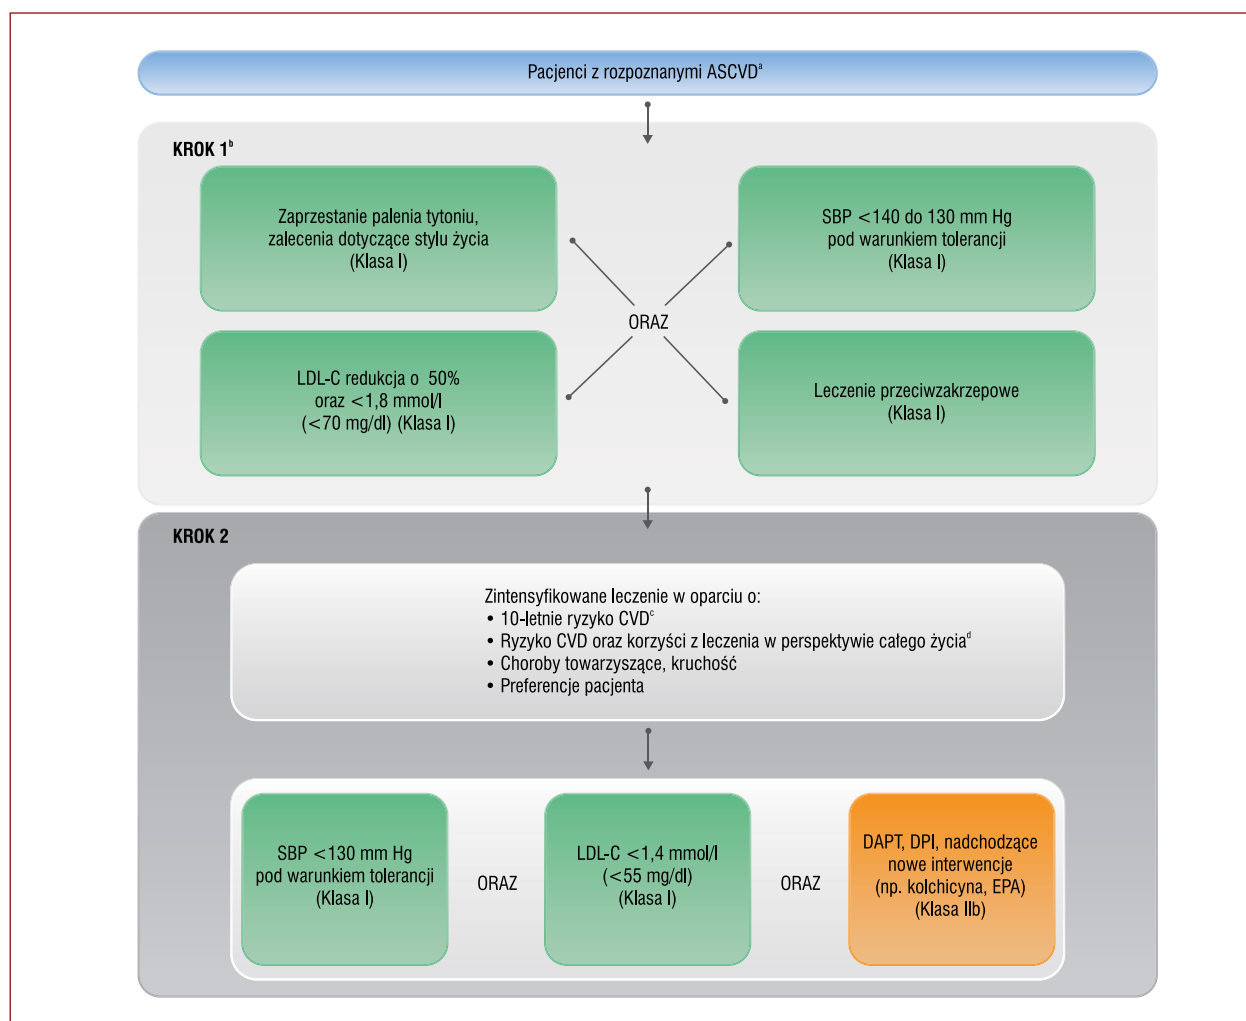 Pacjenci z rozpoznanymi ASCVDᵃ
KROK 1ᵇ
Zaprzestanie palenia tytoniu,
zalecenia dotyczące stylu życia
(Klasa I)
SBP <140 do 130 mm Hg
pod warunkiem tolerancji
(Klasa I)
ORAZ
LDL-C redukcja o 50%
oraz <1,8 mmol/l
(<70 mg/dl) (Klasa I)
Leczenie przeciwzakrzepowe
(Klasa I)
KROK 2
Zintensyfikowane leczenie w oparciu o:
• 10-letnie ryzyko CVDᶜ
• Ryzyko CVD oraz korzyści z leczenia w perspektywie całego życiaᵈ
• Choroby towarzyszące, kruchość
• Preferencje pacjenta
SBP <130 mm Hg
pod warunkiem tolerancji
(Klasa I)
ORAZ
LDL-C <1,4 mmol/l
(<55 mg/dl)
(Klasa I)
ORAZ
DAPT, DPI, nadchodzące
nowe interwencje
(np. kolchicyna, EPA)
(Klasa IIb)